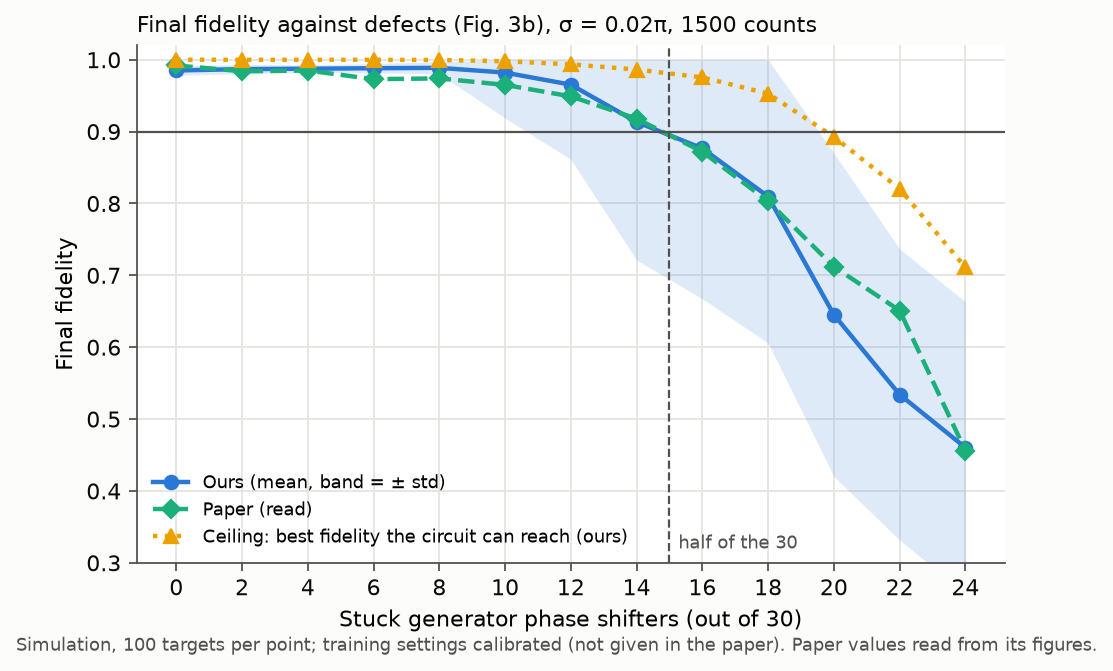 Final fidelity against defects (Fig. 3b), σ = 0.02π, 1500 counts
Final fidelity
1.0
0.9
0.8
0.7
0.6
0.5
0.4
0.3
Ours (mean, band = ± std)
Paper (read)
Ceiling: best fidelity the circuit can reach (ours)
half of the 30
0 2 4 6 8 10 12 14 16 18 20 22 24
Stuck generator phase shifters (out of 30)
Simulation, 100 targets per point; training settings calibrated (not given in the paper). Paper values read from its figures.